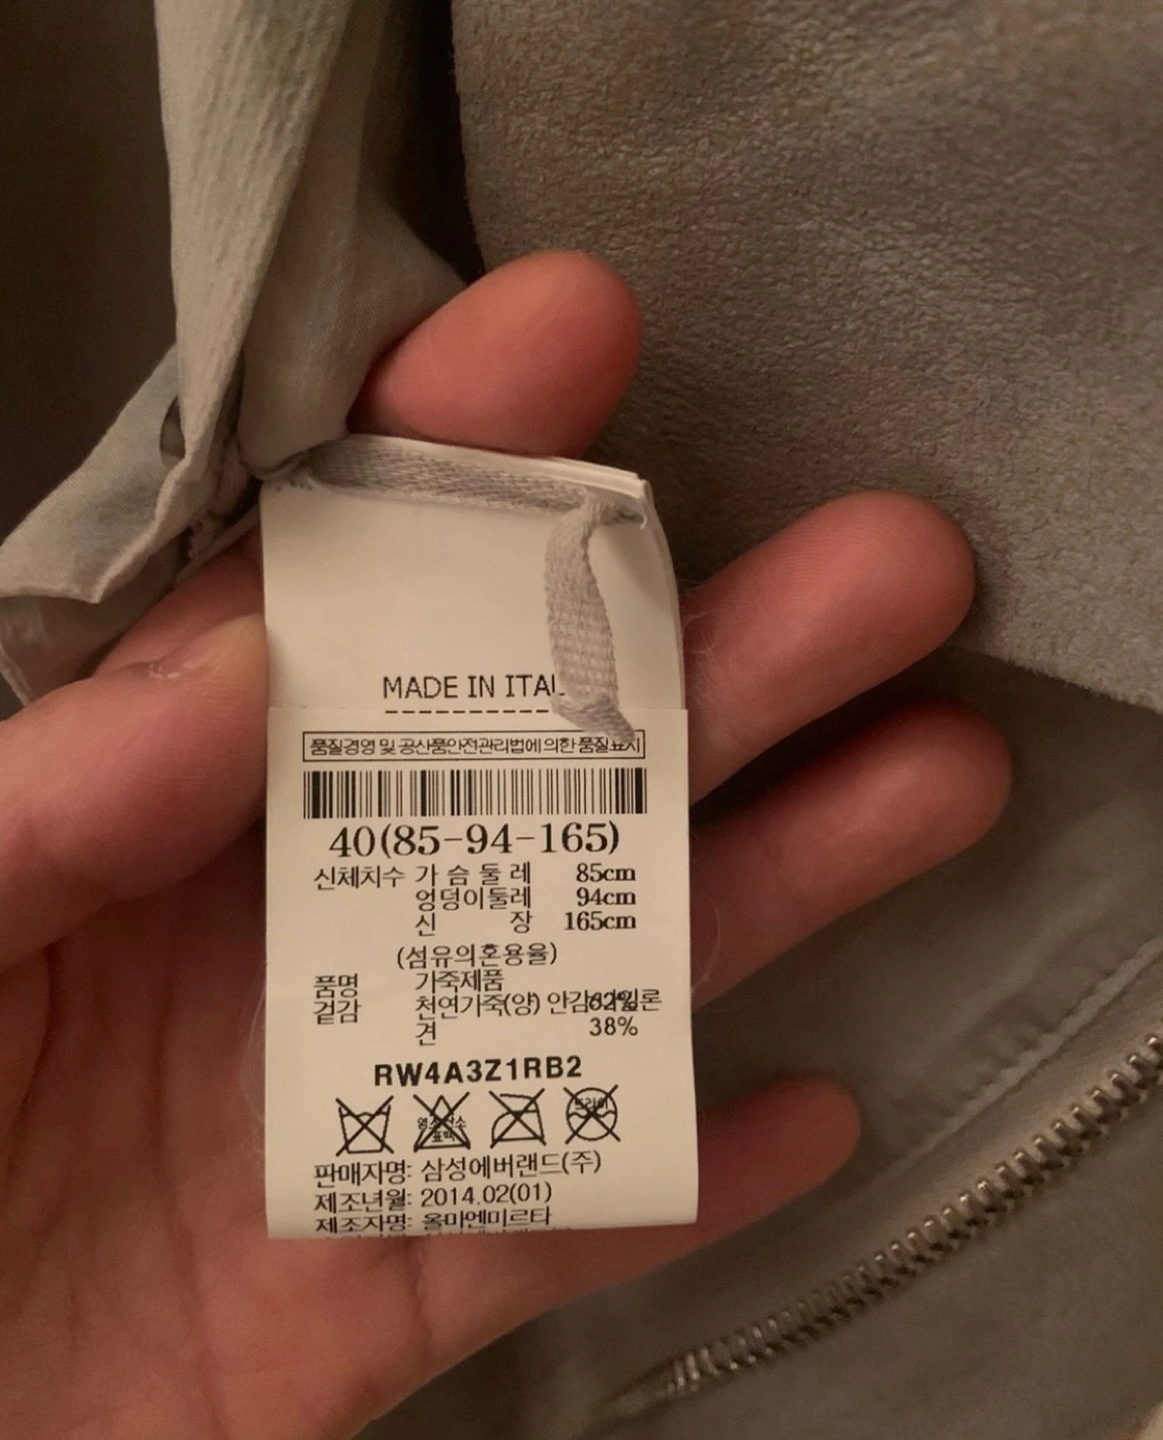 MADE IN ITAL
품질경영 및 공산품안전관리법에 의한 품질표시
40(85-94-165)
신체치수 가 슴 둘 레 85cm
엉덩이둘레 94cm
신 장 165cm
(섬유의혼용율)
품명 가죽제품
겉감 천연가죽(양) 안감 62%
견 38%
RW4A3Z1RB2
드라이
판매자명: 삼성에버랜드(주)
제조년월: 2014.02(01)
제조자명: 올마엔미르타